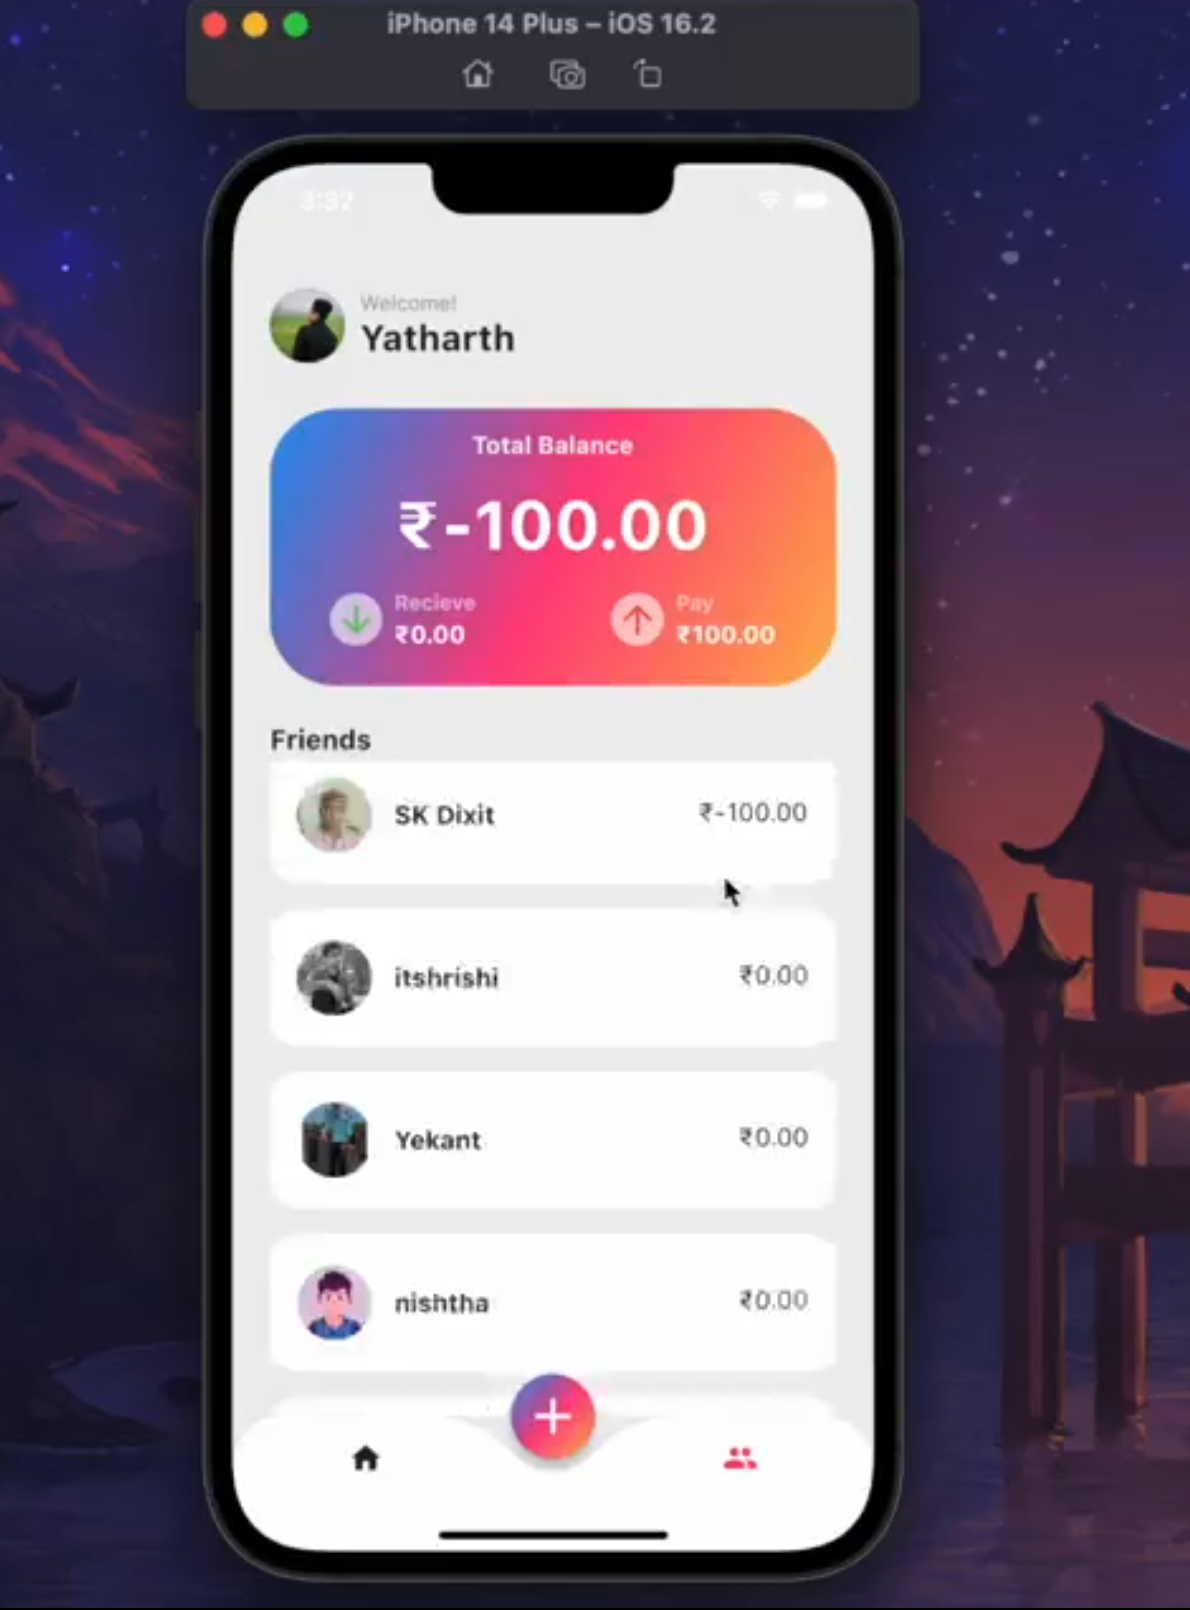 iPhone 14 Plus – iOS 16.2
3:32
Welcome!
Yatharth
Total Balance
₹-100.00
Recieve
₹0.00
Pay
₹100.00
Friends
SK Dixit
₹-100.00
itshrishi
₹0.00
Yekant
₹0.00
nishtha
₹0.00